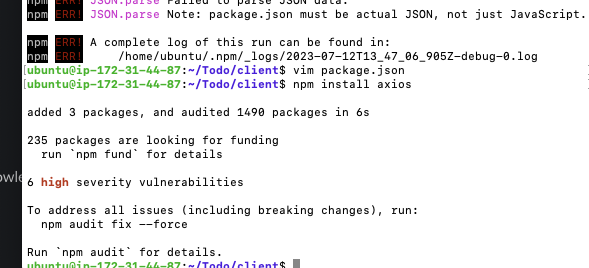 npm ERR! JSON.parse Failed to parse JSON data.
npm ERR! JSON.parse Note: package.json must be actual JSON, not just JavaScript.
npm ERR! A complete log of this run can be found in:
npm ERR!     /home/ubuntu/.npm/_logs/2023-07-12T13_47_06_905Z-debug-0.log
[ubuntu@ip-172-31-44-87:~/Todo/client$ vim package.json
[ubuntu@ip-172-31-44-87:~/Todo/client$ npm install axios
added 3 packages, and audited 1490 packages in 6s
235 packages are looking for funding
  run `npm fund` for details
6 high severity vulnerabilities
To address all issues (including breaking changes), run:
  npm audit fix --force
Run `npm audit` for details.
ubuntu@ip-172-31-44-87:~/Todo/client$